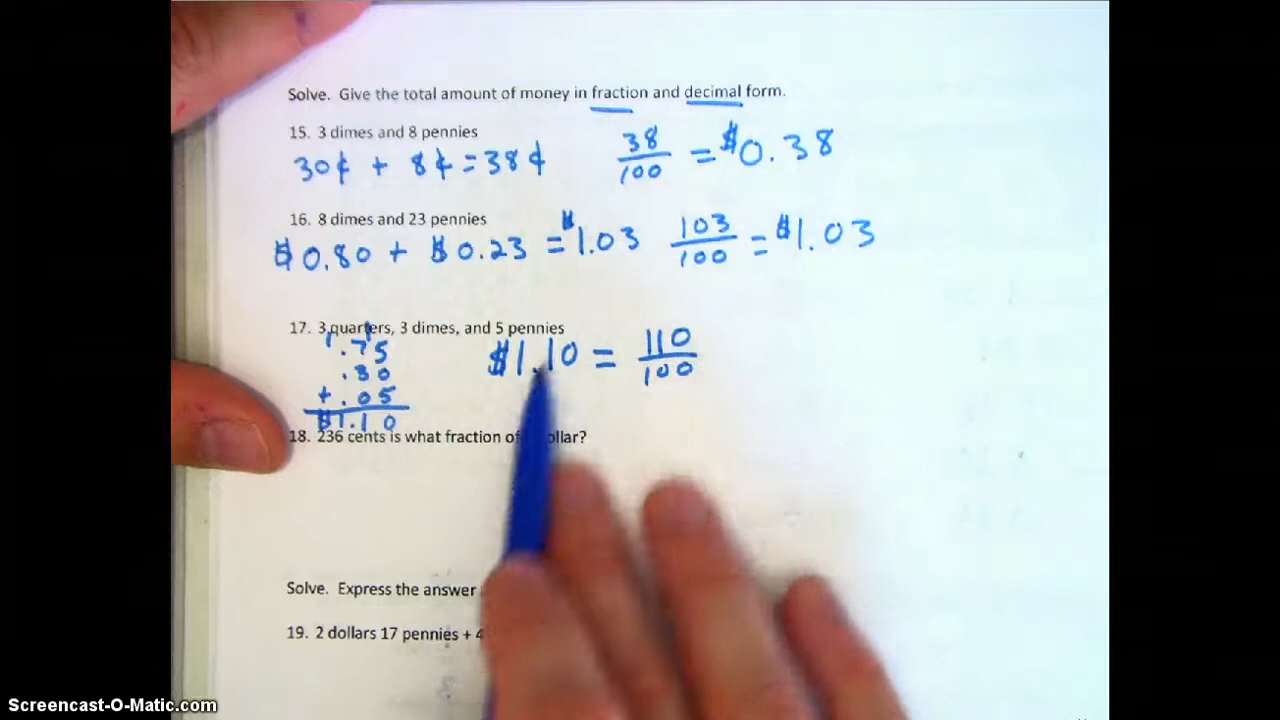 Solve. Give the total amount of money in fraction and decimal form.
15. 3 dimes and 8 pennies
30¢ + 8¢ = 38¢ 38/100 = $0.38
16. 8 dimes and 23 pennies
$0.80 + $0.23 = $1.03 103/100 = $1.03
17. 3 quarters, 3 dimes, and 5 pennies
1 1
.75
.30
+ .05
$1.10
$1.10 = 110/100
18. 236 cents is what fraction of ollar?
Solve. Express the answer
19. 2 dollars 17 pennies + 4
Screencast-O-Matic.com